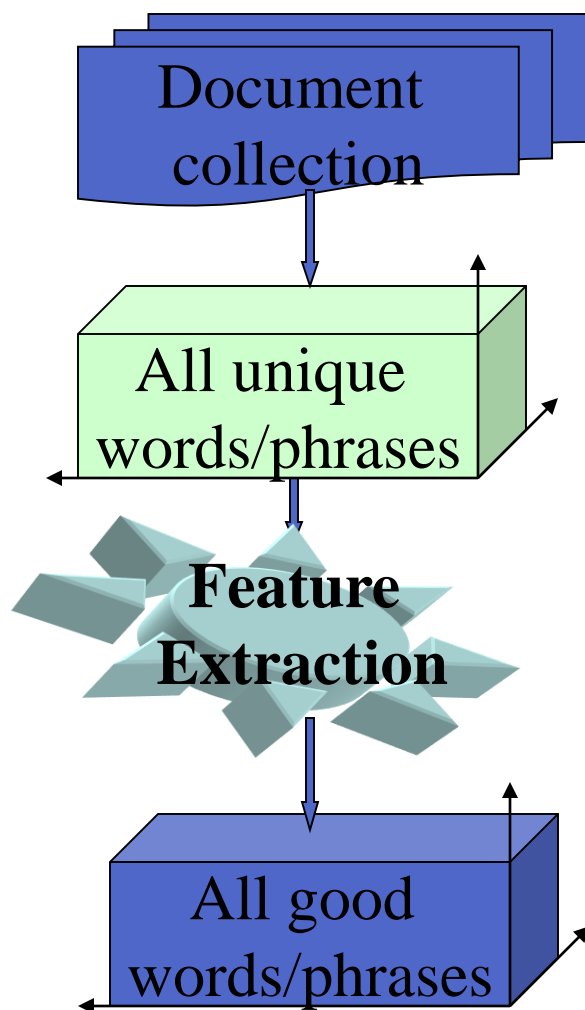 Document
collection
All unique
words/phrases
Feature
Extraction
All good
words/phrases